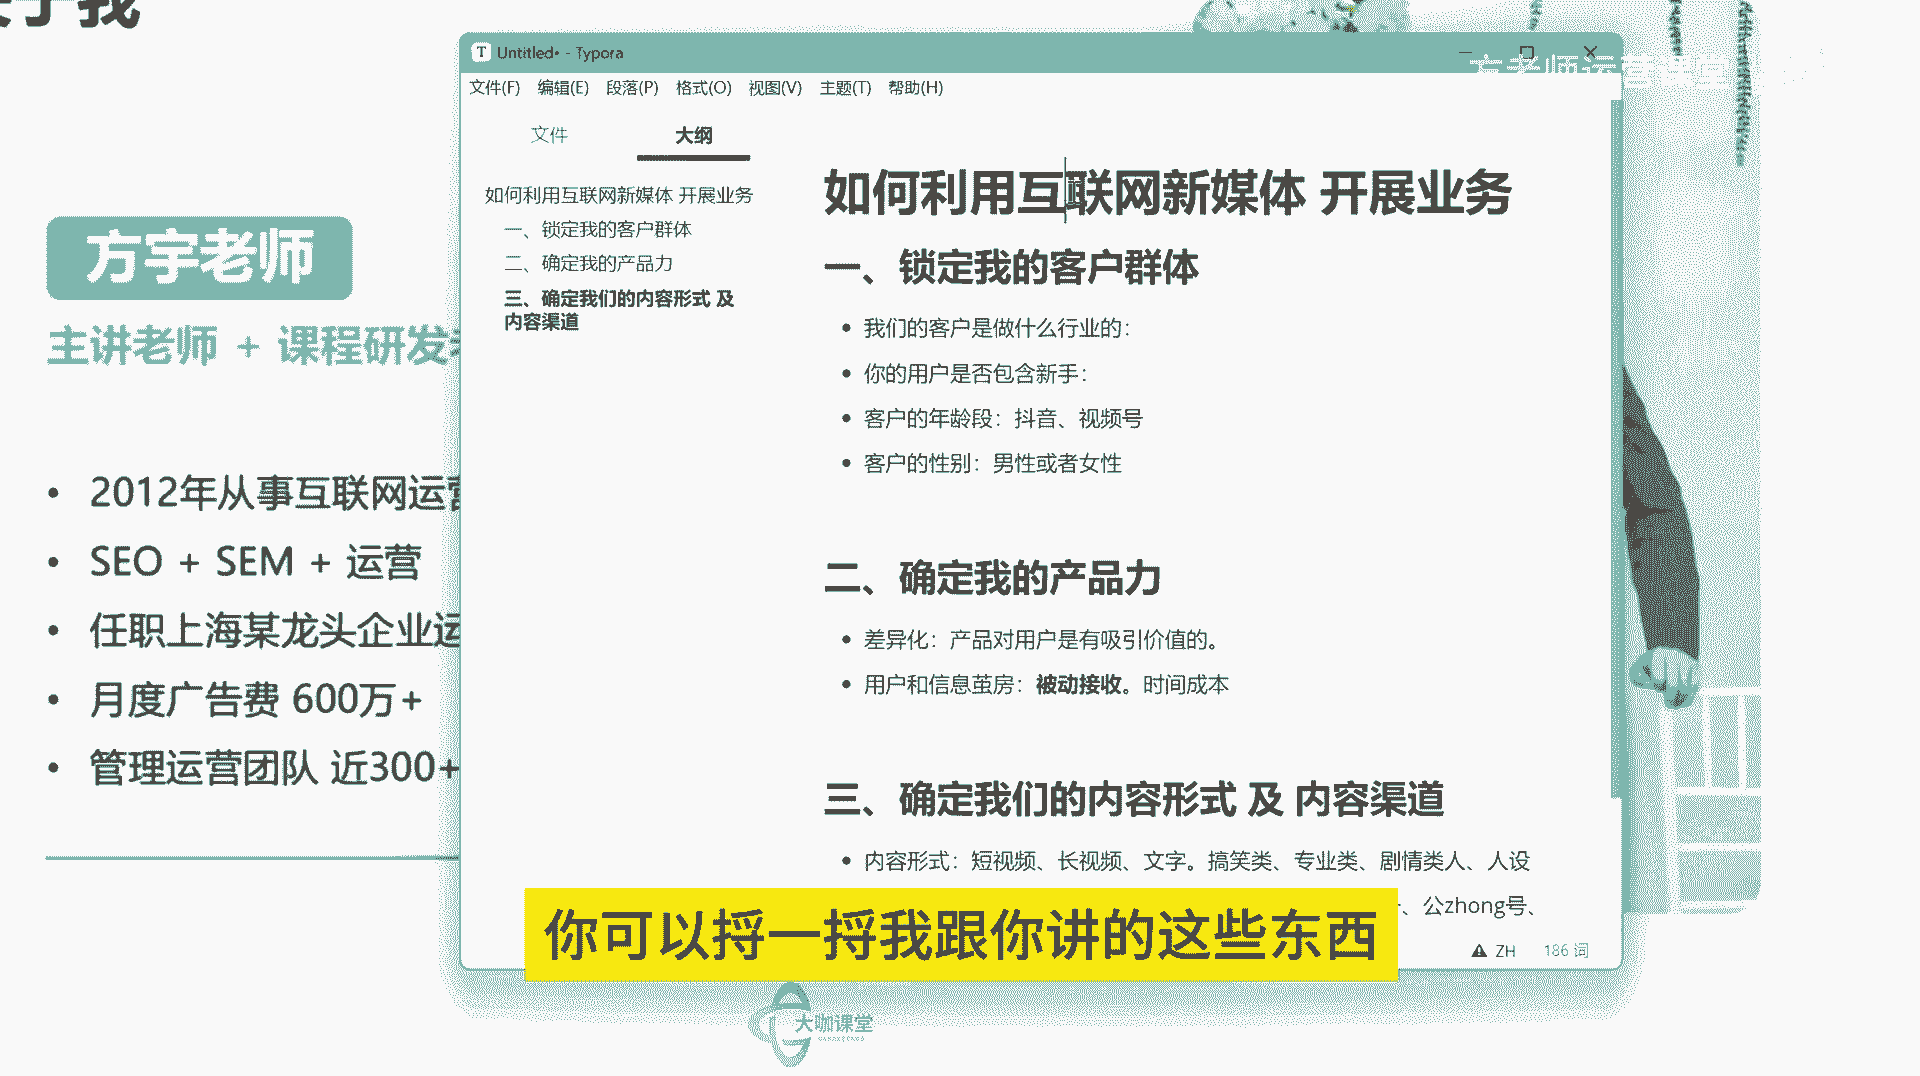 关于我
方宇老师
主讲老师 + 课程研发老
2012年从事互联网运营
SEO + SEM + 运营
任职上海某龙头企业运
月度广告费 600万+
管理运营团队 近300+
Untitled• - Typora
方老师运营课堂
文件(F) 编辑(E) 段落(P) 格式(O) 视图(V) 主题(T) 帮助(H)
文件 大纲
如何利用互联网新媒体 开展业务
一、锁定我的客户群体
二、确定我的产品力
三、确定我们的内容形式 及
内容渠道
如何利用互联网新媒体 开展业务
一、锁定我的客户群体
我们的客户是做什么行业的：
你的用户是否包含新手：
客户的年龄段：抖音、视频号
客户的性别：男性或者女性
二、确定我的产品力
差异化：产品对用户是有吸引价值的。
用户和信息茧房：被动接收。时间成本
三、确定我们的内容形式 及 内容渠道
内容形式：短视频、长视频、文字。搞笑类、专业类、剧情类人、人设
、公zhong号、
ZH 186 词
你可以捋一捋我跟你讲的这些东西
大咖课堂